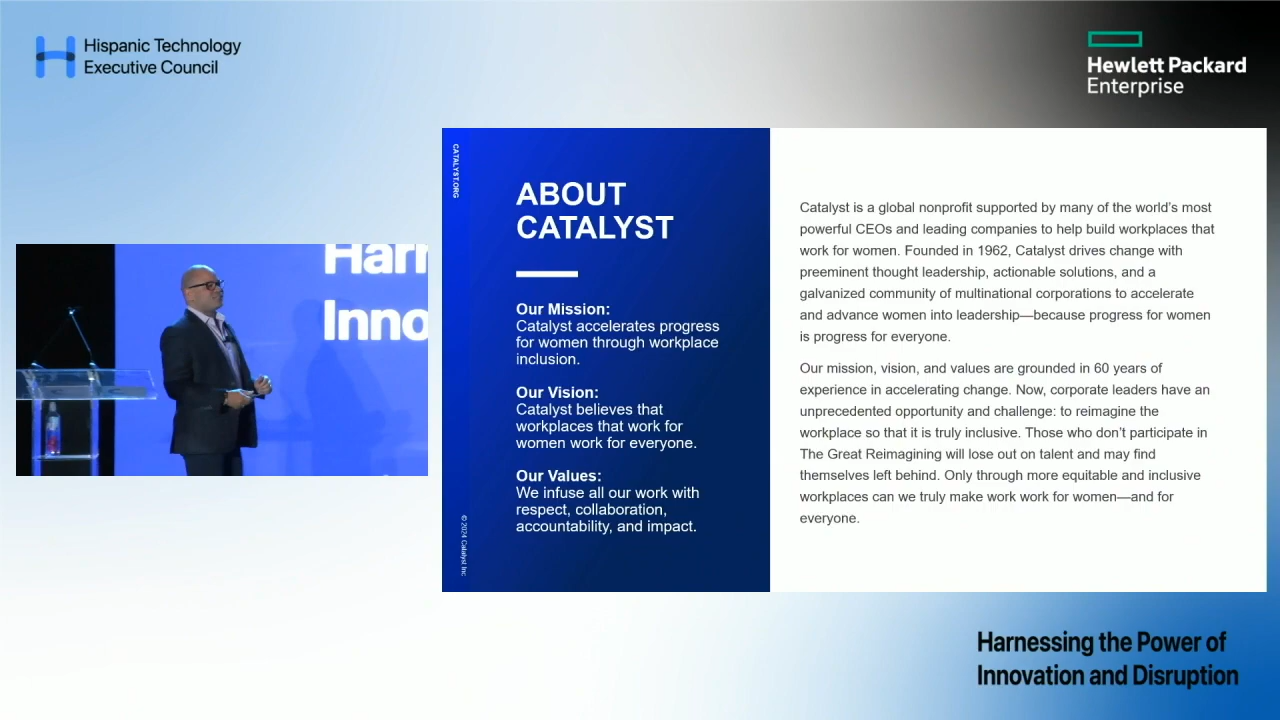 Hispanic Technology
Executive Council
Hewlett Packard
Enterprise
Harr
Inno
CATALYST.ORG
ABOUT
CATALYST
Our Mission:
Catalyst accelerates progress
for women through workplace
inclusion.
Our Vision:
Catalyst believes that
workplaces that work for
women work for everyone.
Our Values:
We infuse all our work with
respect, collaboration,
accountability, and impact.
© 2024 Catalyst Inc
Catalyst is a global nonprofit supported by many of the world’s most
powerful CEOs and leading companies to help build workplaces that
work for women. Founded in 1962, Catalyst drives change with
preeminent thought leadership, actionable solutions, and a
galvanized community of multinational corporations to accelerate
and advance women into leadership—because progress for women
is progress for everyone.
Our mission, vision, and values are grounded in 60 years of
experience in accelerating change. Now, corporate leaders have an
unprecedented opportunity and challenge: to reimagine the
workplace so that it is truly inclusive. Those who don’t participate in
The Great Reimagining will lose out on talent and may find
themselves left behind. Only through more equitable and inclusive
workplaces can we truly make work work for women—and for
everyone.
Harnessing the Power of
Innovation and Disruption